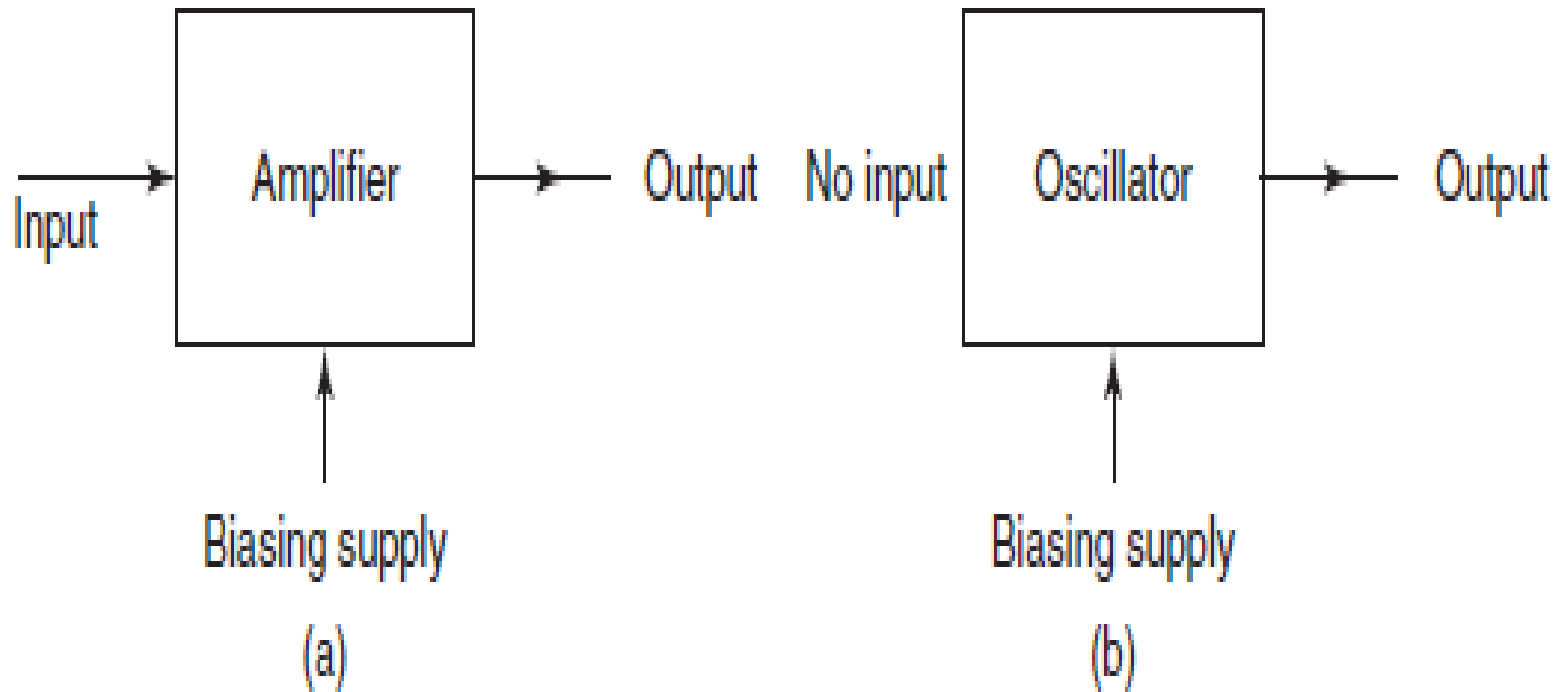 Input
Amplifier
Output
Biasing supply
(a)
No input
Oscillator
Output
Biasing supply
(b)